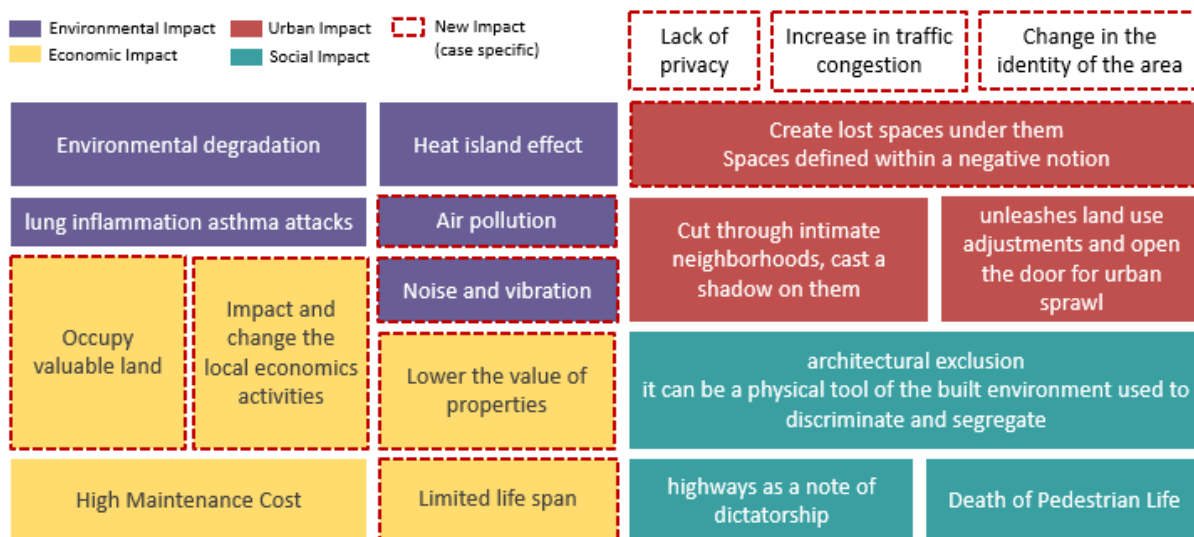 Environmental Impact
Urban Impact
New Impact
(case specific)
Economic Impact
Social Impact
Lack of
privacy
Increase in traffic
congestion
Change in the
identity of the area
Environmental degradation
Heat island effect
Create lost spaces under them
Spaces defined within a negative notion
lung inflammation asthma attacks
Air pollution
Cut through intimate
neighborhoods, cast a
shadow on them
unleashes land use
adjustments and open
the door for urban
sprawl
Noise and vibration
Occupy
valuable land
Impact and
change the
local economics
activities
Lower the value of
properties
architectural exclusion
it can be a physical tool of the built environment used to
discriminate and segregate
High Maintenance Cost
Limited life span
highways as a note of
dictatorship
Death of Pedestrian Life